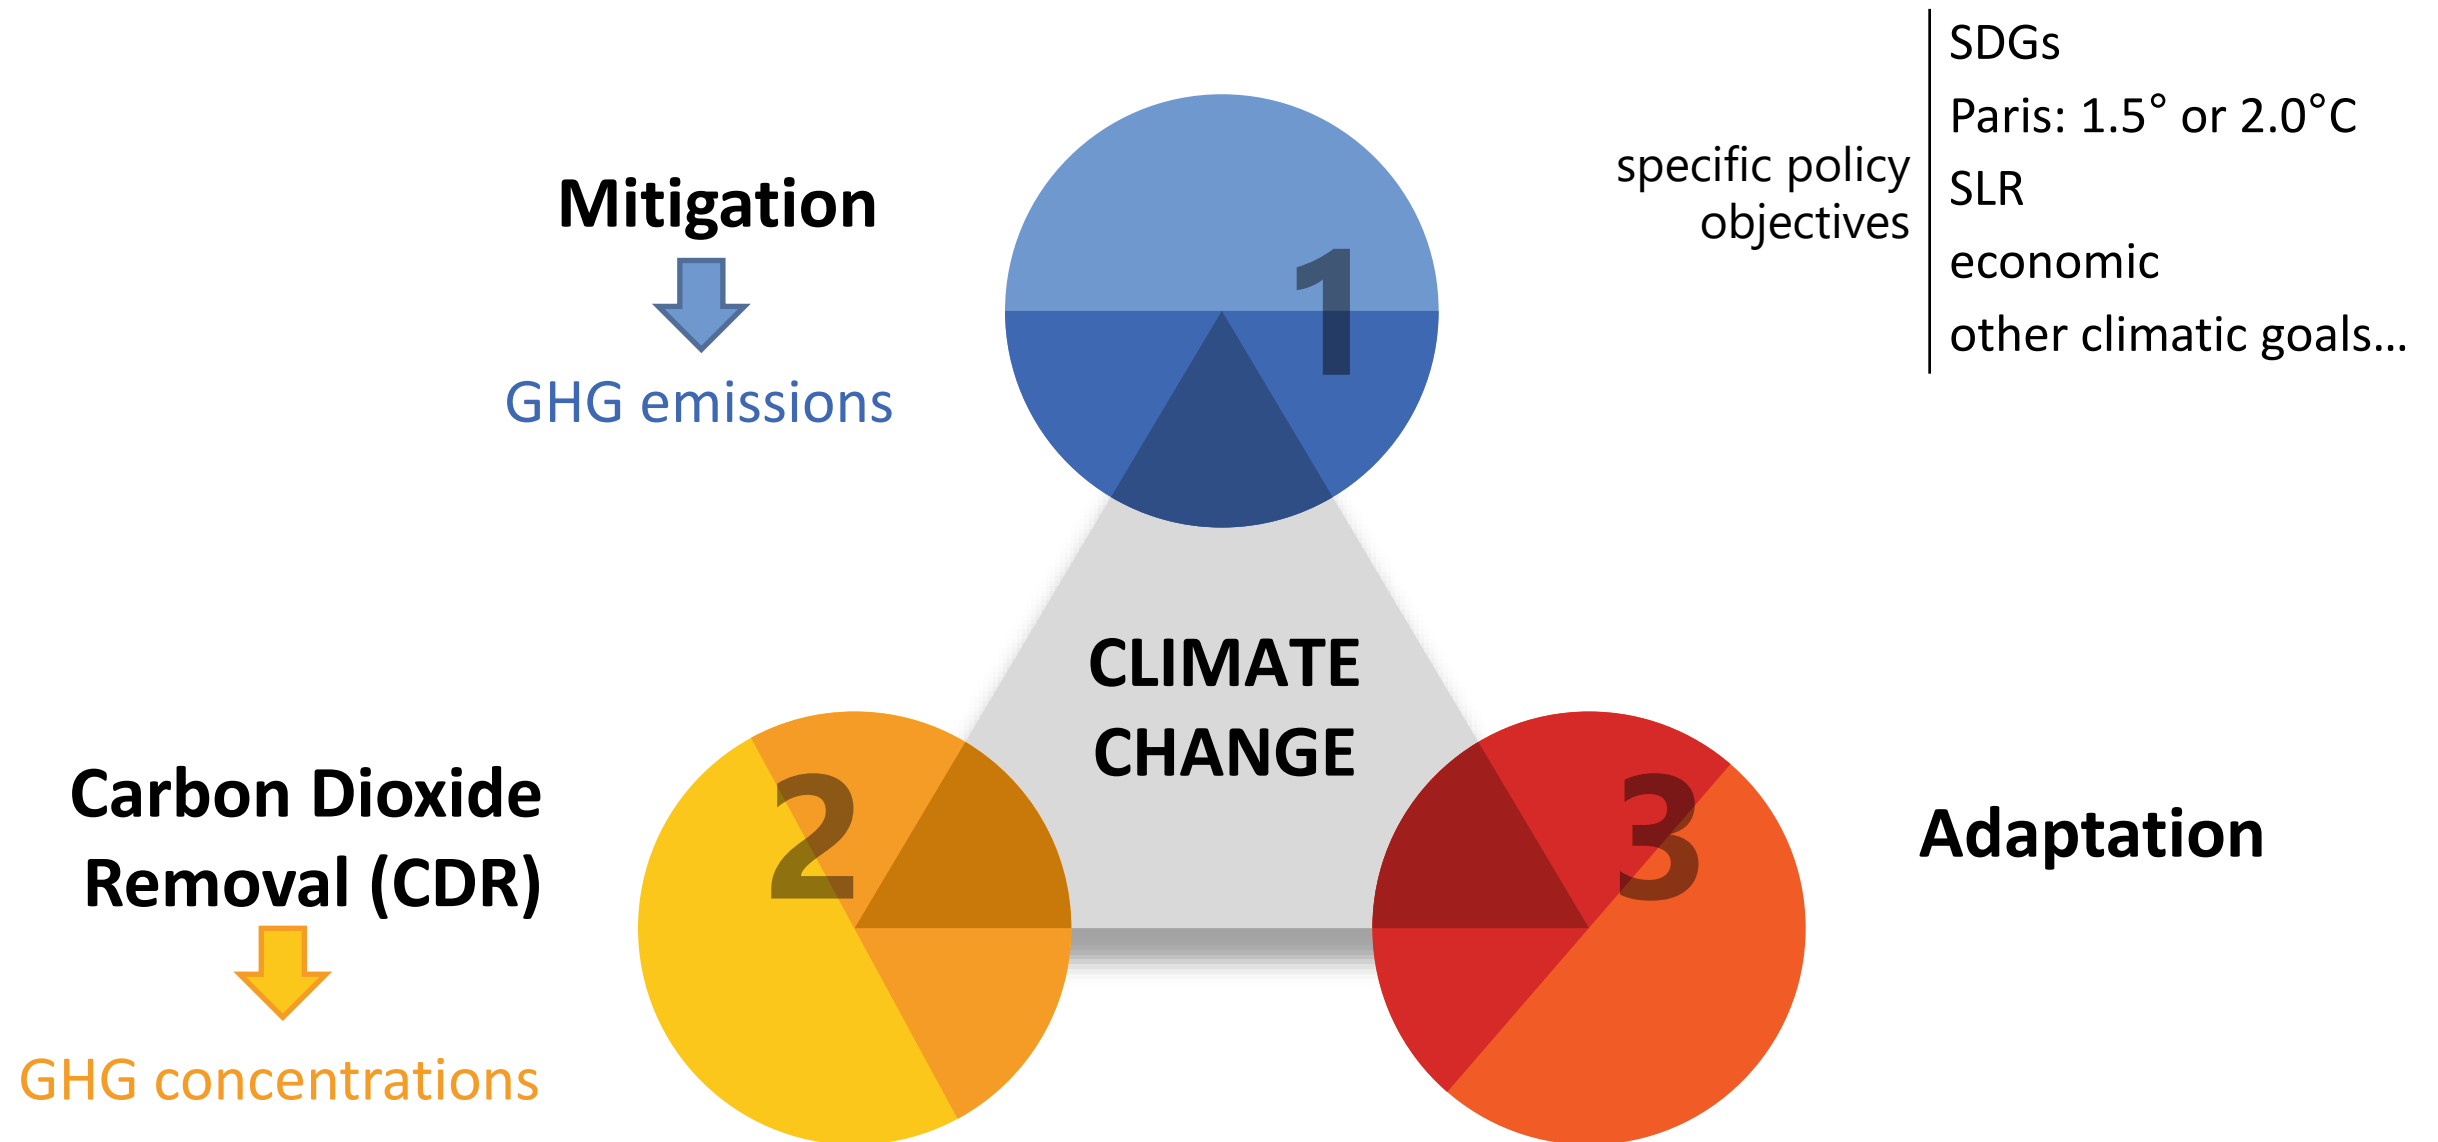 SDGs
Paris: 1.5° or 2.0°C
specific policy
objectives
SLR
economic
other climatic goals...
Mitigation
GHG emissions
1
CLIMATE
CHANGE
2
3
Carbon Dioxide
Removal (CDR)
GHG concentrations
Adaptation